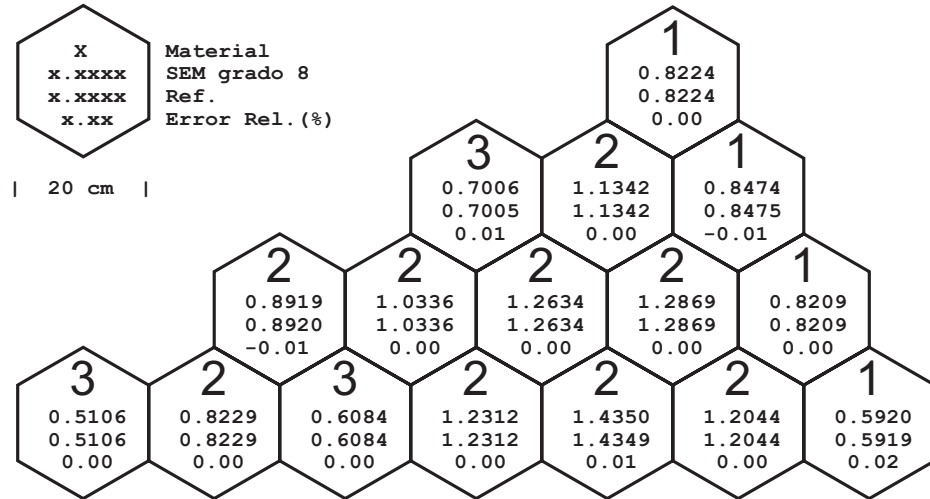 X Material
x.xxxx SEM grado 8
x.xxxx Ref.
x.xx Error Rel.(%)
| 20 cm |
1
0.8224
0.8224
0.00
3 2 1
0.7006 1.1342 0.8474
0.7005 1.1342 0.8475
0.01 0.00 -0.01
2 2 2 2 1
0.8919 1.0336 1.2634 1.2869 0.8209
0.8920 1.0336 1.2634 1.2869 0.8209
-0.01 0.00 0.00 0.00 0.00
3 2 3 2 2 2 1
0.5106 0.8229 0.6084 1.2312 1.4350 1.2044 0.5920
0.5106 0.8229 0.6084 1.2312 1.4349 1.2044 0.5919
0.00 0.00 0.00 0.00 0.01 0.00 0.02